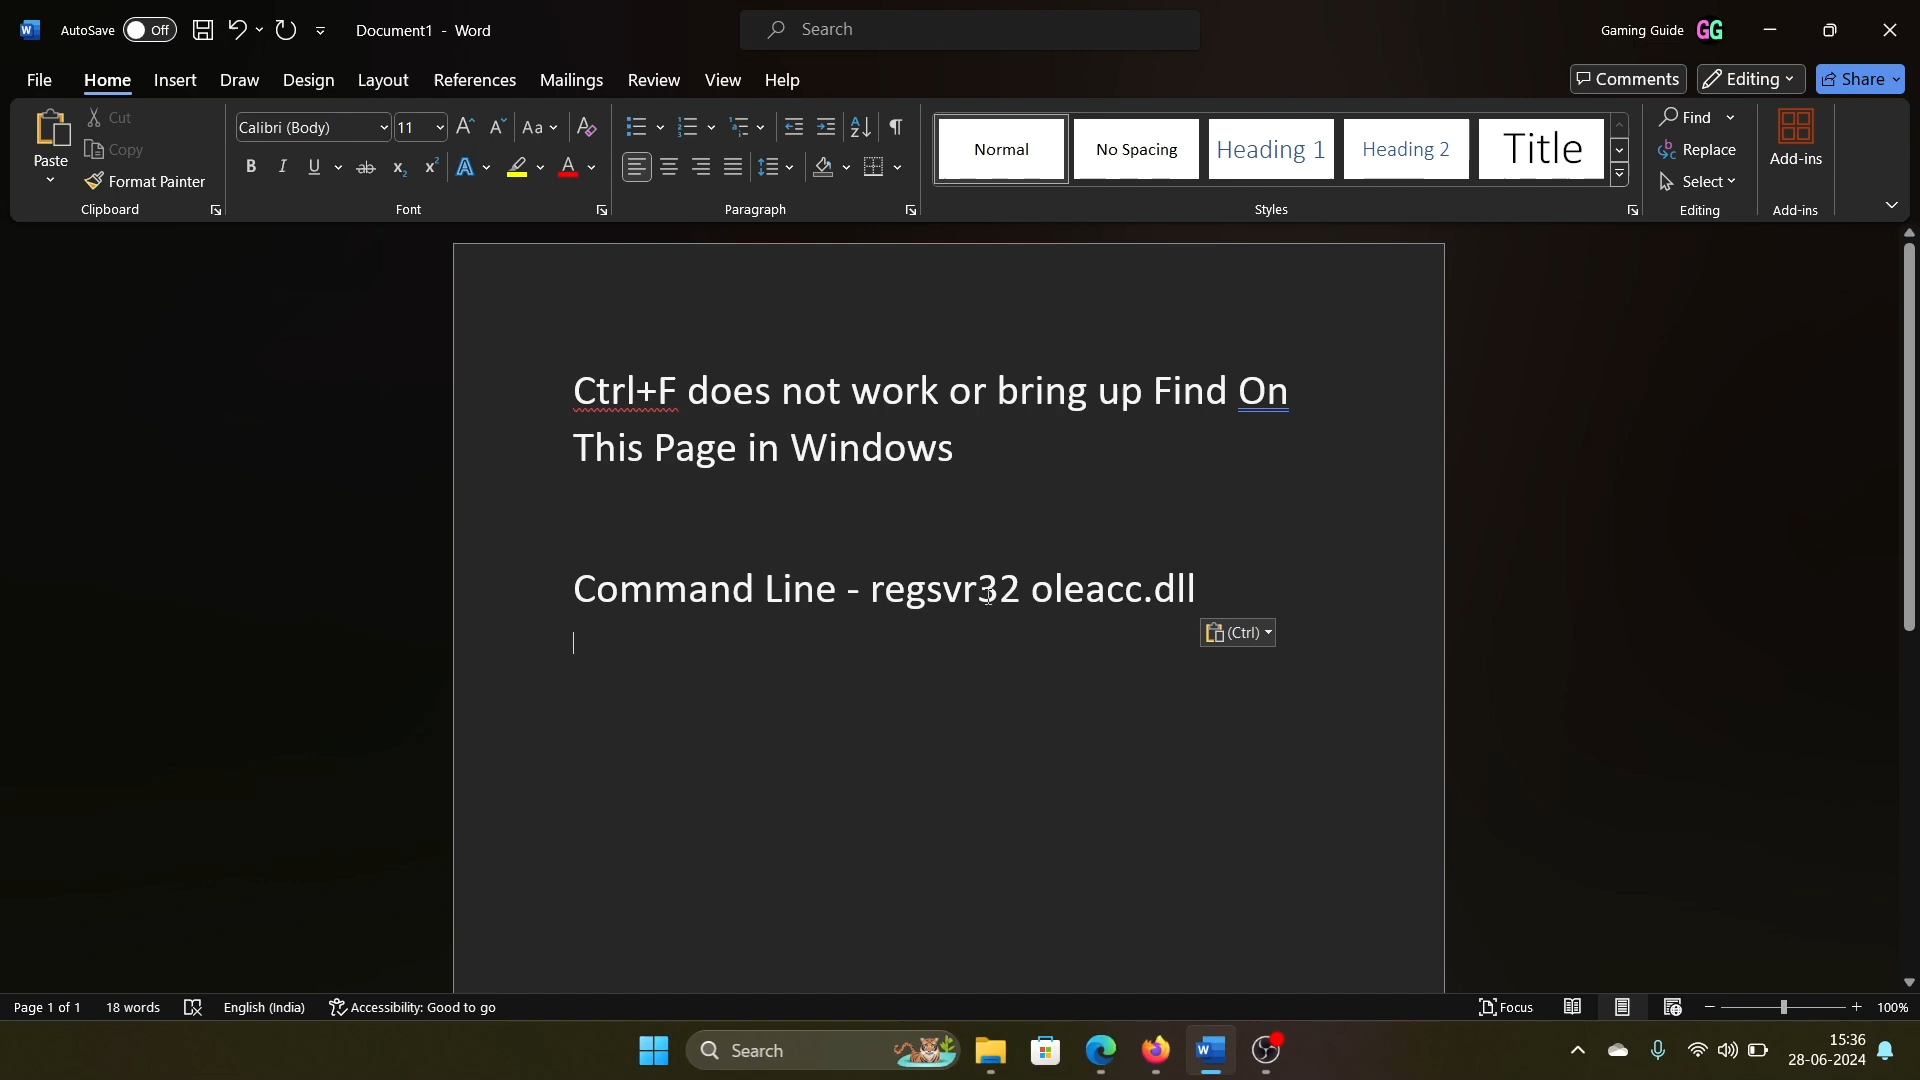 AutoSave Off Document1 - Word Search Gaming Guide GG
File Home Insert Draw Design Layout References Mailings Review View Help Comments Editing Share
Paste Cut Copy Format Painter Clipboard
Calibri (Body) 11 Aa
B I U ab x₂ x² A A
Font
Paragraph
Normal No Spacing Heading 1 Heading 2 Title
Styles
Find
Replace
Select
Editing
Add-ins
Add-ins
Ctrl+F does not work or bring up Find On
This Page in Windows
Command Line - regsvr32 oleacc.dll
(Ctrl)
Page 1 of 1 18 words English (India) Accessibility: Good to go Focus 100%
Search
15:36
28-06-2024